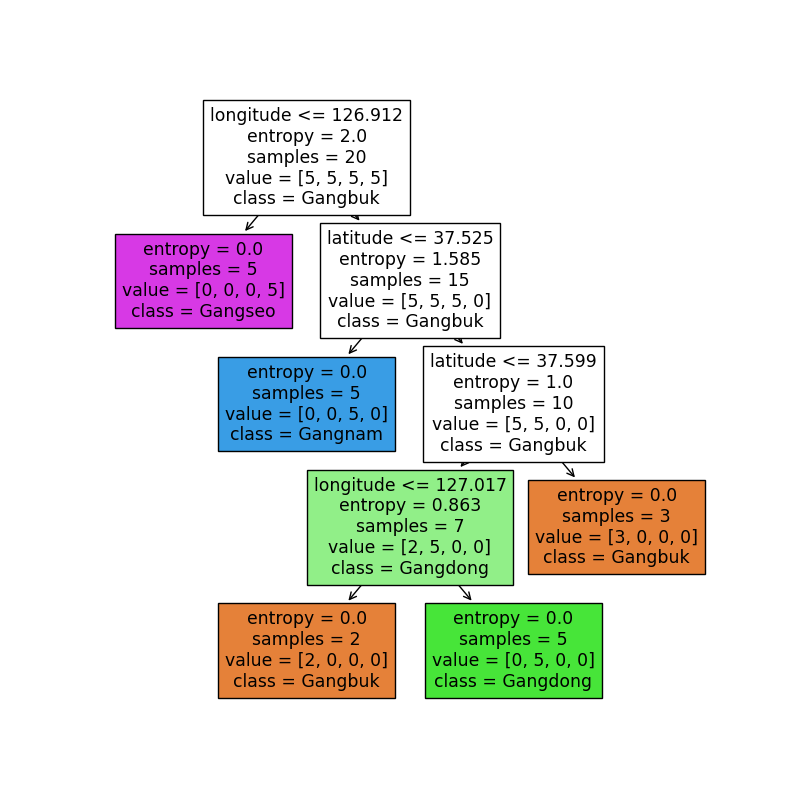 longitude <= 126.912
entropy = 2.0
samples = 20
value = [5, 5, 5, 5]
class = Gangbuk
entropy = 0.0
samples = 5
value = [0, 0, 0, 5]
class = Gangseo
latitude <= 37.525
entropy = 1.585
samples = 15
value = [5, 5, 5, 0]
class = Gangbuk
entropy = 0.0
samples = 5
value = [0, 0, 5, 0]
class = Gangnam
latitude <= 37.599
entropy = 1.0
samples = 10
value = [5, 5, 0, 0]
class = Gangbuk
longitude <= 127.017
entropy = 0.863
samples = 7
value = [2, 5, 0, 0]
class = Gangdong
entropy = 0.0
samples = 3
value = [3, 0, 0, 0]
class = Gangbuk
entropy = 0.0
samples = 2
value = [2, 0, 0, 0]
class = Gangbuk
entropy = 0.0
samples = 5
value = [0, 5, 0, 0]
class = Gangdong